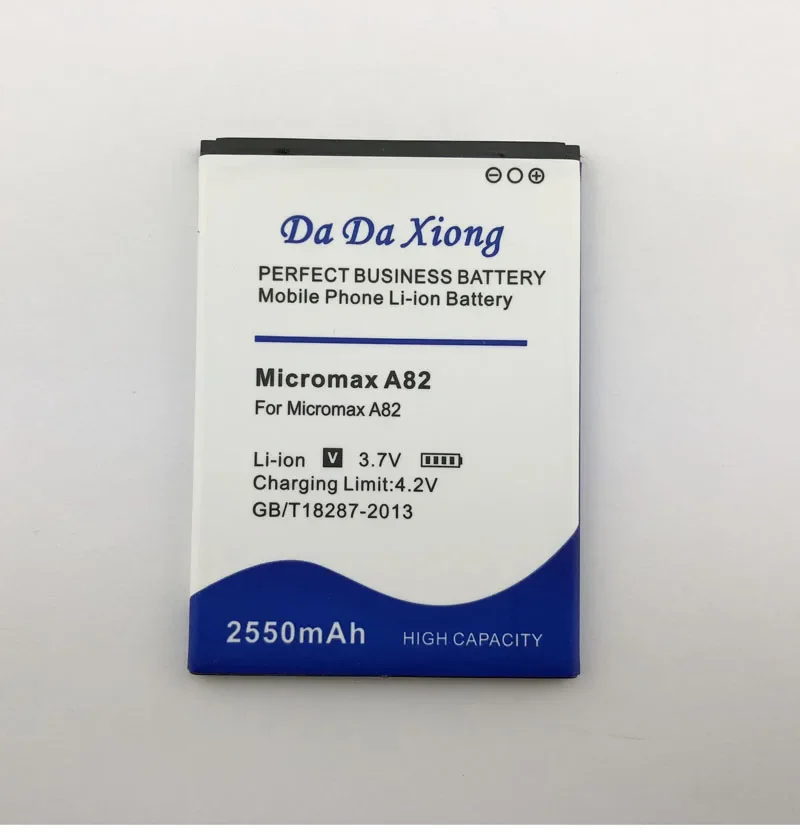 ⊖○⊕
Da Da Xiong
PERFECT BUSINESS BATTERY
Mobile Phone Li-ion Battery
Micromax A82
For Micromax A82
Li-ion V 3.7V
Charging Limit:4.2V
GB/T18287-2013
2550mAh HIGH CAPACITY